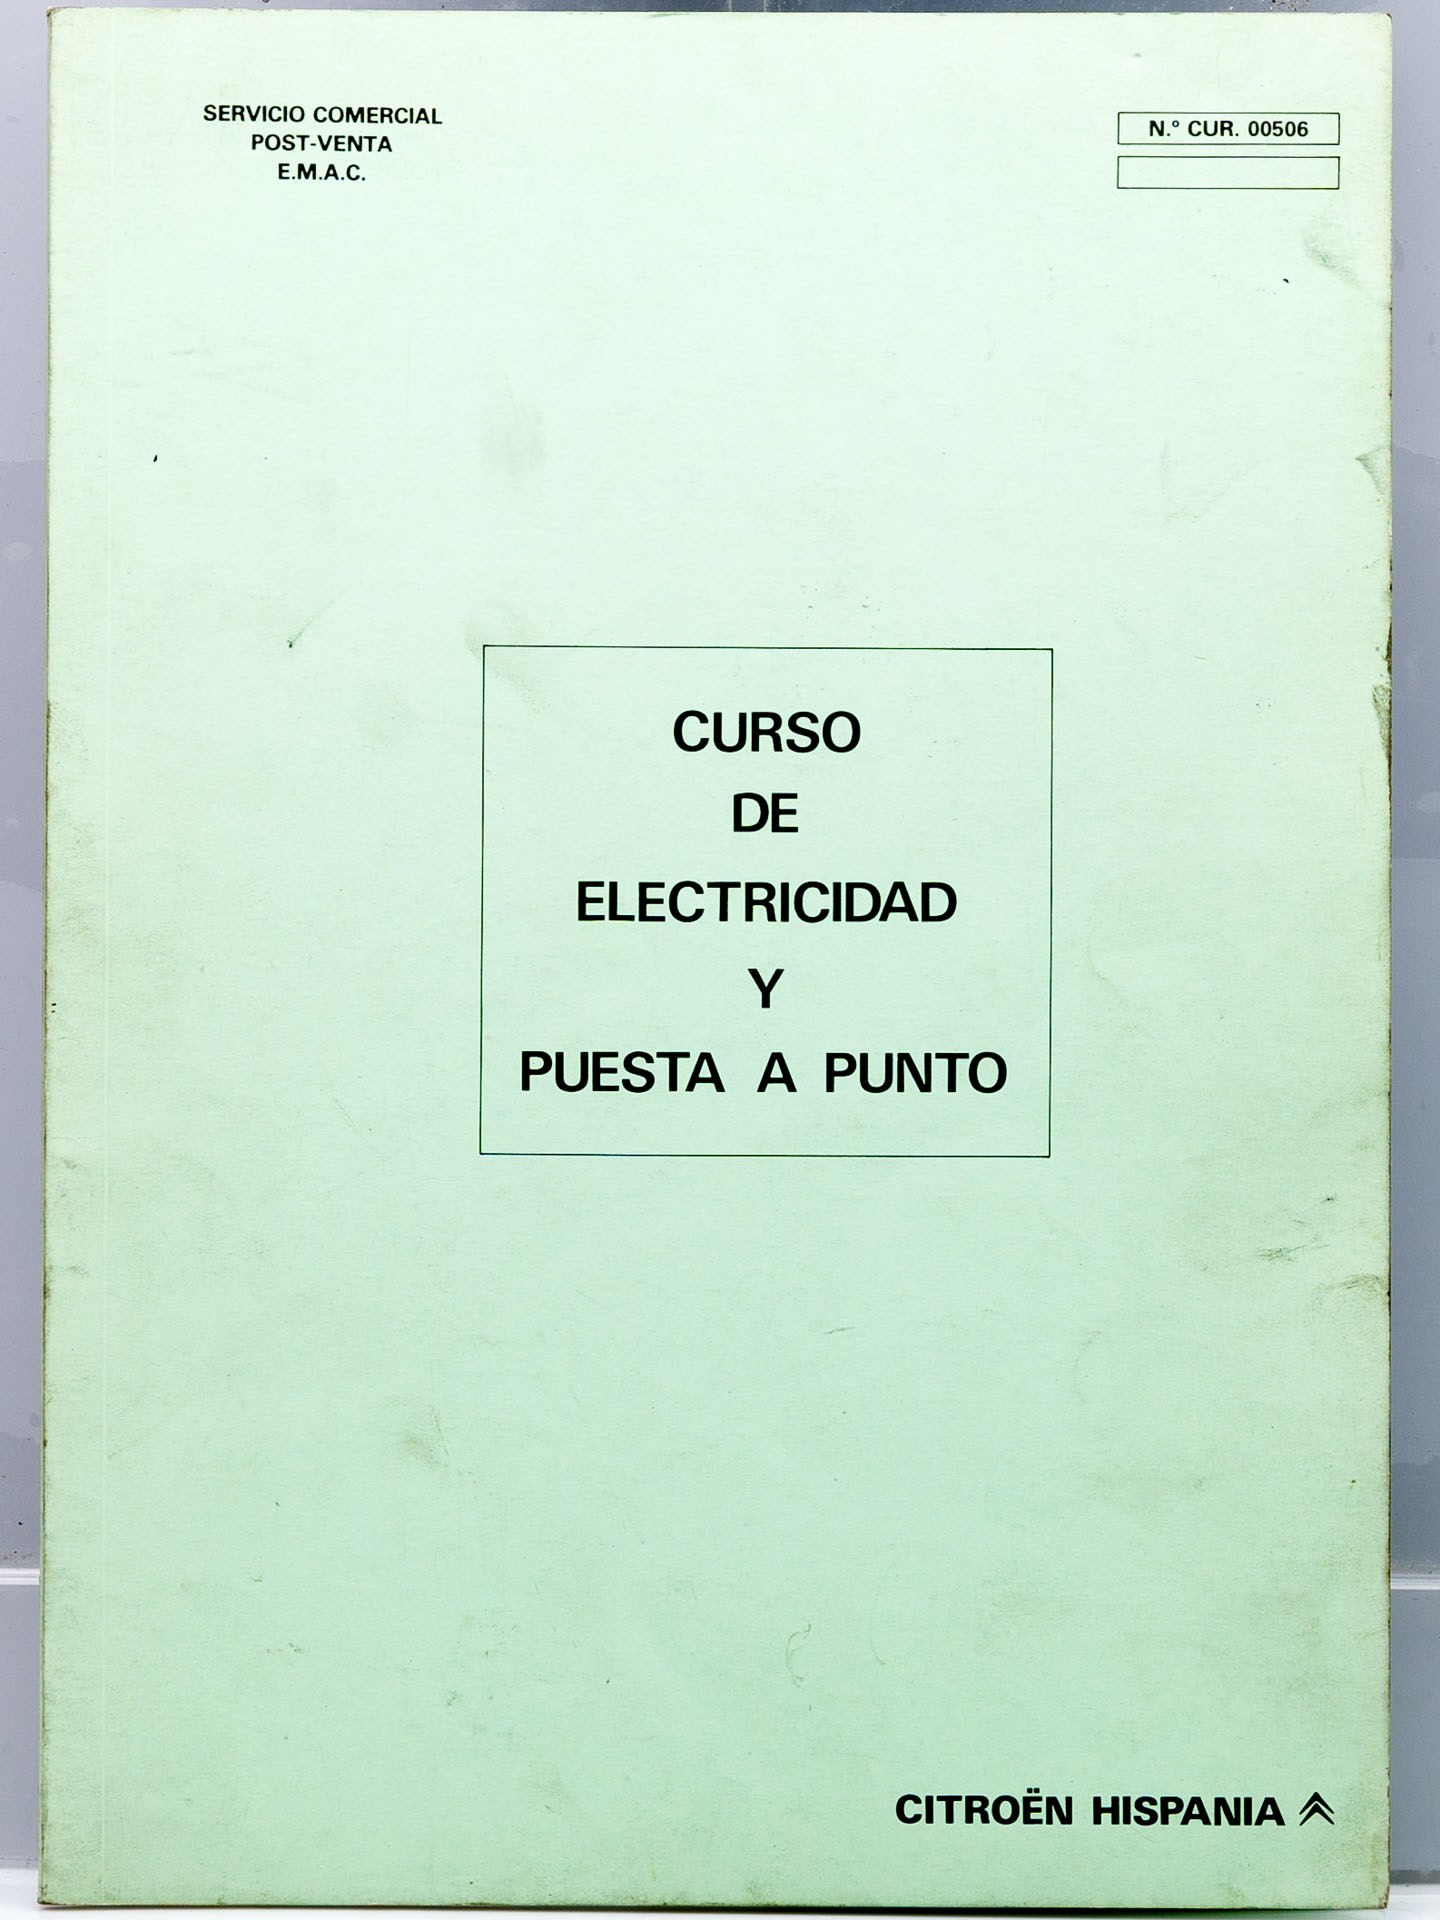 SERVICIO COMERCIAL
POST-VENTA
E.M.A.C.
N.º CUR. 00506
CURSO
DE
ELECTRICIDAD
Y
PUESTA A PUNTO
CITROËN HISPANIA